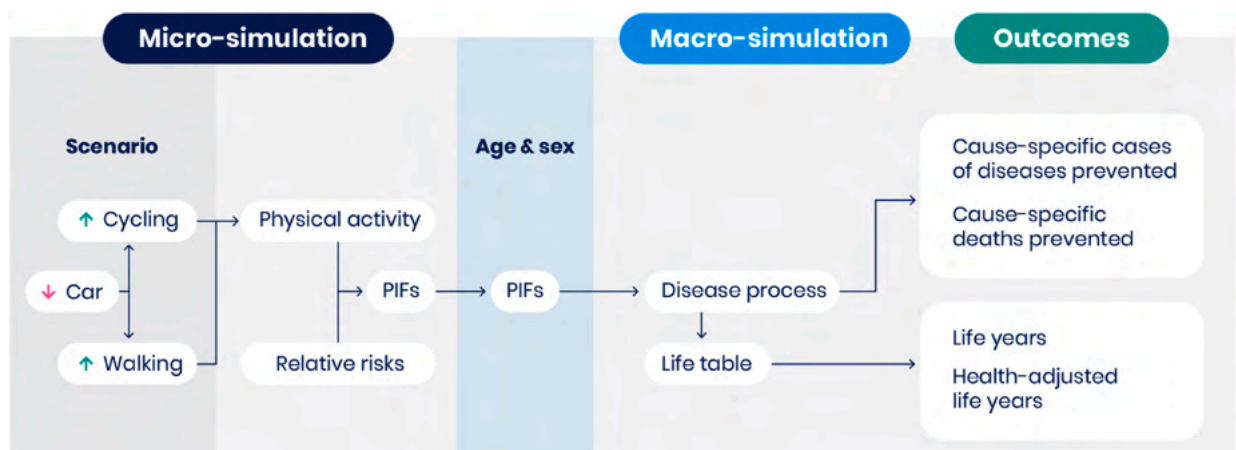 Micro-simulation
Macro-simulation
Outcomes
Scenario
Age & sex
↑ Cycling
↓ Car
↑ Walking
Physical activity
PIFs
Relative risks
PIFs
Disease process
Life table
Cause-specific cases
of diseases prevented
Cause-specific
deaths prevented
Life years
Health-adjusted
life years